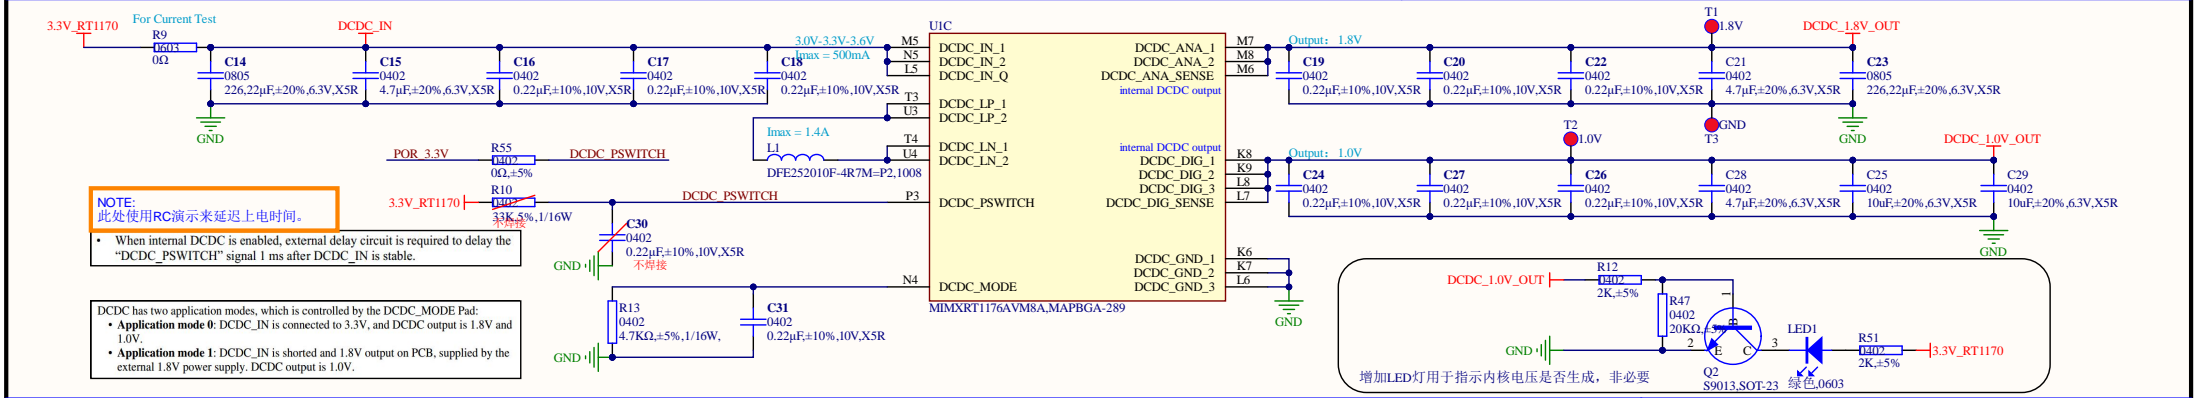 For Current Test
3.3V_RT1170
R9
0603
0Ω
DCDC_IN
C14
0805
226,22μF,±20%,6.3V,X5R
GND
C15
0402
4.7μF,±20%,6.3V,X5R
C16
0402
0.22μF,±10%,10V,X5R
C17
0402
0.22μF,±10%,10V,X5R
C18
0402
0.22μF,±10%,10V,X5R
3.0V-3.3V-3.6V
Imax = 500mA
U1C
M5 DCDC_IN_1
N5 DCDC_IN_2
L5 DCDC_IN_Q
T3 DCDC_LP_1
U3 DCDC_LP_2
T4 DCDC_LN_1
U4 DCDC_LN_2
P3 DCDC_PSWITCH
N4 DCDC_MODE
DCDC_ANA_1 M7
DCDC_ANA_2 M8
DCDC_ANA_SENSE M6
internal DCDC output
internal DCDC output
DCDC_DIG_1 K8
DCDC_DIG_2 K9
DCDC_DIG_3 L8
DCDC_DIG_SENSE L7
DCDC_GND_1 K6
DCDC_GND_2 K7
DCDC_GND_3 L6
MIMXRT1176AVM8A,MAPBGA-289
GND
Imax = 1.4A
L1
DFE252010F-4R7M=P2,1008
POR_3.3V
R55
0402
0Ω,±5%
DCDC_PSWITCH
3.3V_RT1170
R10
0402
33K,5%,1/16W
不焊接
DCDC_PSWITCH
C30
0402
0.22μF,±10%,10V,X5R
不焊接
GND
NOTE:
此处使用RC演示来延迟上电时间。
• When internal DCDC is enabled, external delay circuit is required to delay the
“DCDC_PSWITCH” signal 1 ms after DCDC_IN is stable.
DCDC has two application modes, which is controlled by the DCDC_MODE Pad:
• Application mode 0: DCDC_IN is connected to 3.3V, and DCDC output is 1.8V and
1.0V.
• Application mode 1: DCDC_IN is shorted and 1.8V output on PCB, supplied by the
external 1.8V power supply. DCDC output is 1.0V.
R13
0402
4.7KΩ,±5%,1/16W,
GND
C31
0402
0.22μF,±10%,10V,X5R
Output：1.8V
T1
1.8V
DCDC_1.8V_OUT
C19
0402
0.22μF,±10%,10V,X5R
C20
0402
0.22μF,±10%,10V,X5R
C22
0402
0.22μF,±10%,10V,X5R
C21
0402
4.7μF,±20%,6.3V,X5R
C23
0805
226,22μF,±20%,6.3V,X5R
GND
T3
GND
T2
1.0V
DCDC_1.0V_OUT
Output：1.0V
C24
0402
0.22μF,±10%,10V,X5R
C27
0402
0.22μF,±10%,10V,X5R
C26
0402
0.22μF,±10%,10V,X5R
C28
0402
4.7μF,±20%,6.3V,X5R
C25
0402
10uF,±20%,6.3V,X5R
C29
0402
10uF,±20%,6.3V,X5R
GND
DCDC_1.0V_OUT
R12
0402
2K,±5%
R47
0402
20KΩ,±5%
1
B
2
E
C
3
Q2
S9013,SOT-23
LED1
绿色,0603
R51
0402
2K,±5%
3.3V_RT1170
GND
增加LED灯用于指示内核电压是否生成，非必要